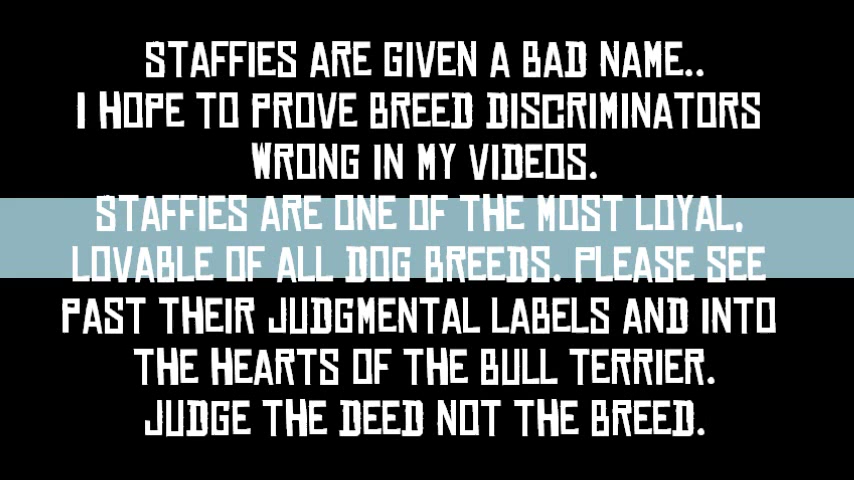 STAFFIES ARE GIVEN A BAD NAME..
I HOPE TO PROVE BREED DISCRIMINATORS
WRONG IN MY VIDEOS.
STAFFIES ARE ONE OF THE MOST LOYAL,
LOVABLE OF ALL DOG BREEDS. PLEASE SEE
PAST THEIR JUDGMENTAL LABELS AND INTO
THE HEARTS OF THE BULL TERRIER.
JUDGE THE DEED NOT THE BREED.